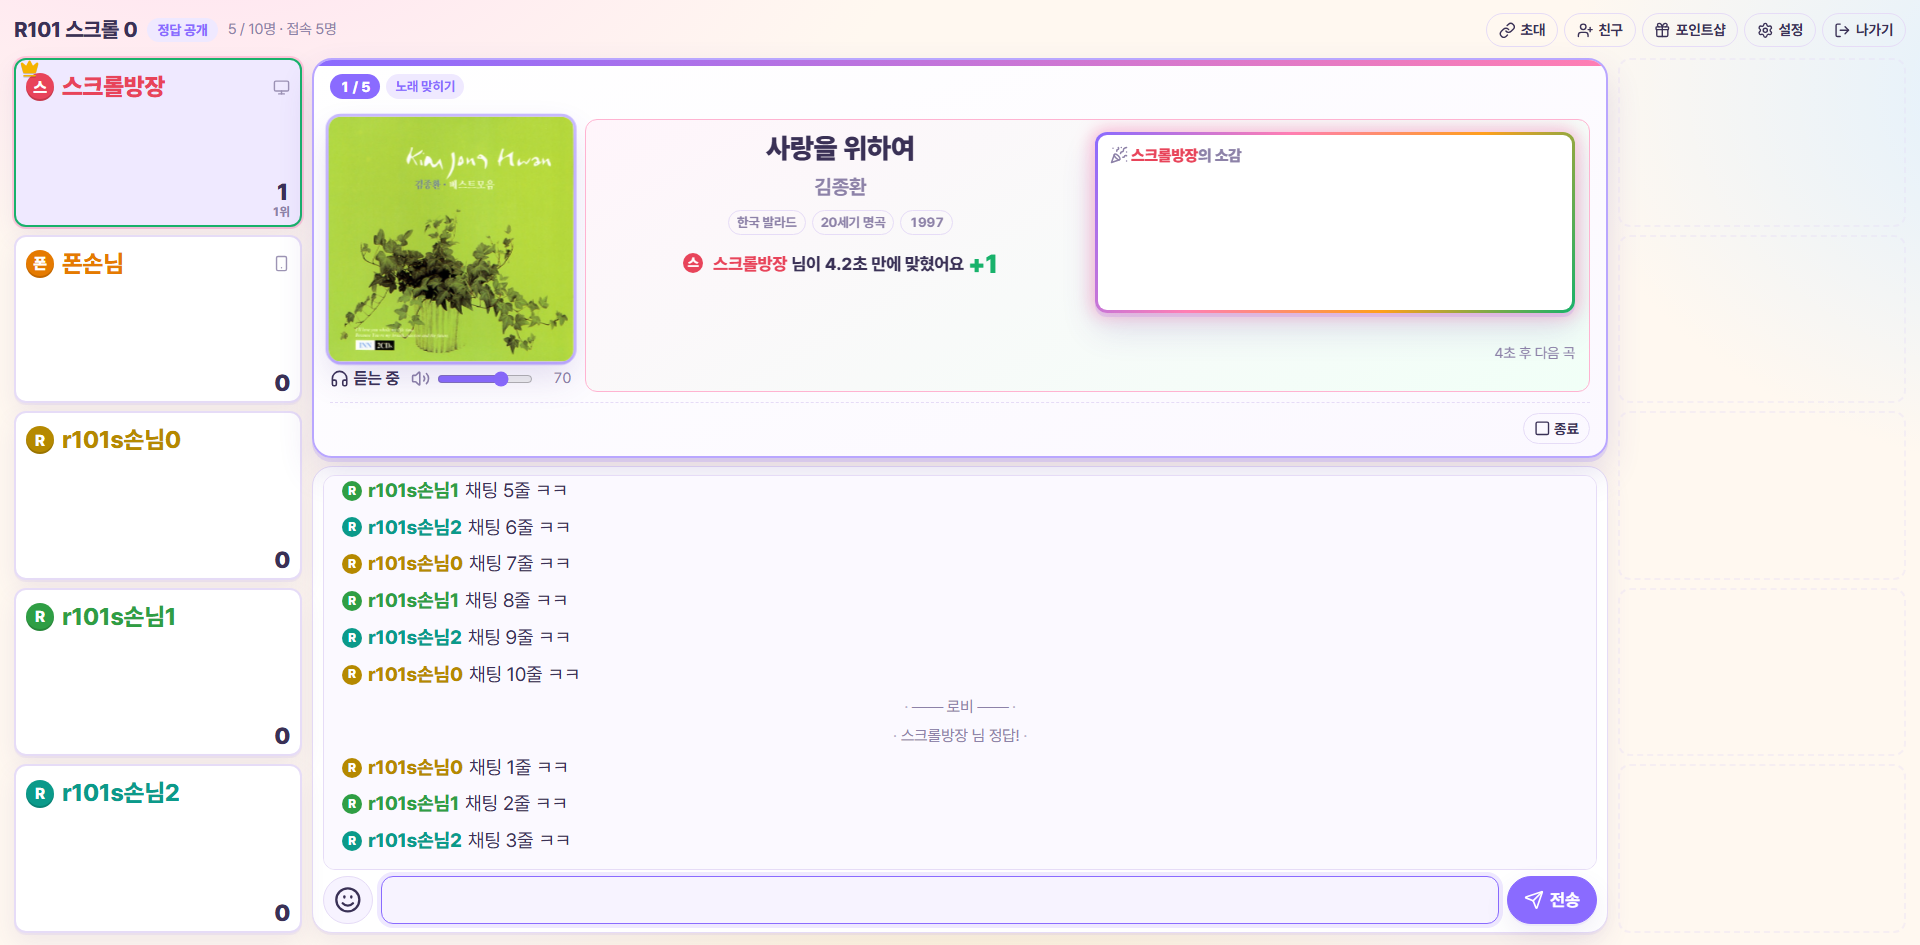 R101 스크롤 0 정답 공개 5 / 10명 · 접속 5명
초대 친구 포인트샵 설정 나가기
스 스크롤방장
1
1위
폰 폰손님
0
R r101s손님0
0
R r101s손님1
0
R r101s손님2
0
1 / 5 노래 맞히기
Kim Jong Hwan
김종환 · 베스트모음
2CDs
듣는 중 70
사랑을 위하여
김종환
한국 발라드 20세기 명곡 1997
스 스크롤방장 님이 4.2초 만에 맞혔어요 +1
스크롤방장의 소감
4초 후 다음 곡
종료
R r101s손님1 채팅 5줄 ㅋㅋ
R r101s손님2 채팅 6줄 ㅋㅋ
R r101s손님0 채팅 7줄 ㅋㅋ
R r101s손님1 채팅 8줄 ㅋㅋ
R r101s손님2 채팅 9줄 ㅋㅋ
R r101s손님0 채팅 10줄 ㅋㅋ
· —— 로비 —— ·
· 스크롤방장 님 정답! ·
R r101s손님0 채팅 1줄 ㅋㅋ
R r101s손님1 채팅 2줄 ㅋㅋ
R r101s손님2 채팅 3줄 ㅋㅋ
전송